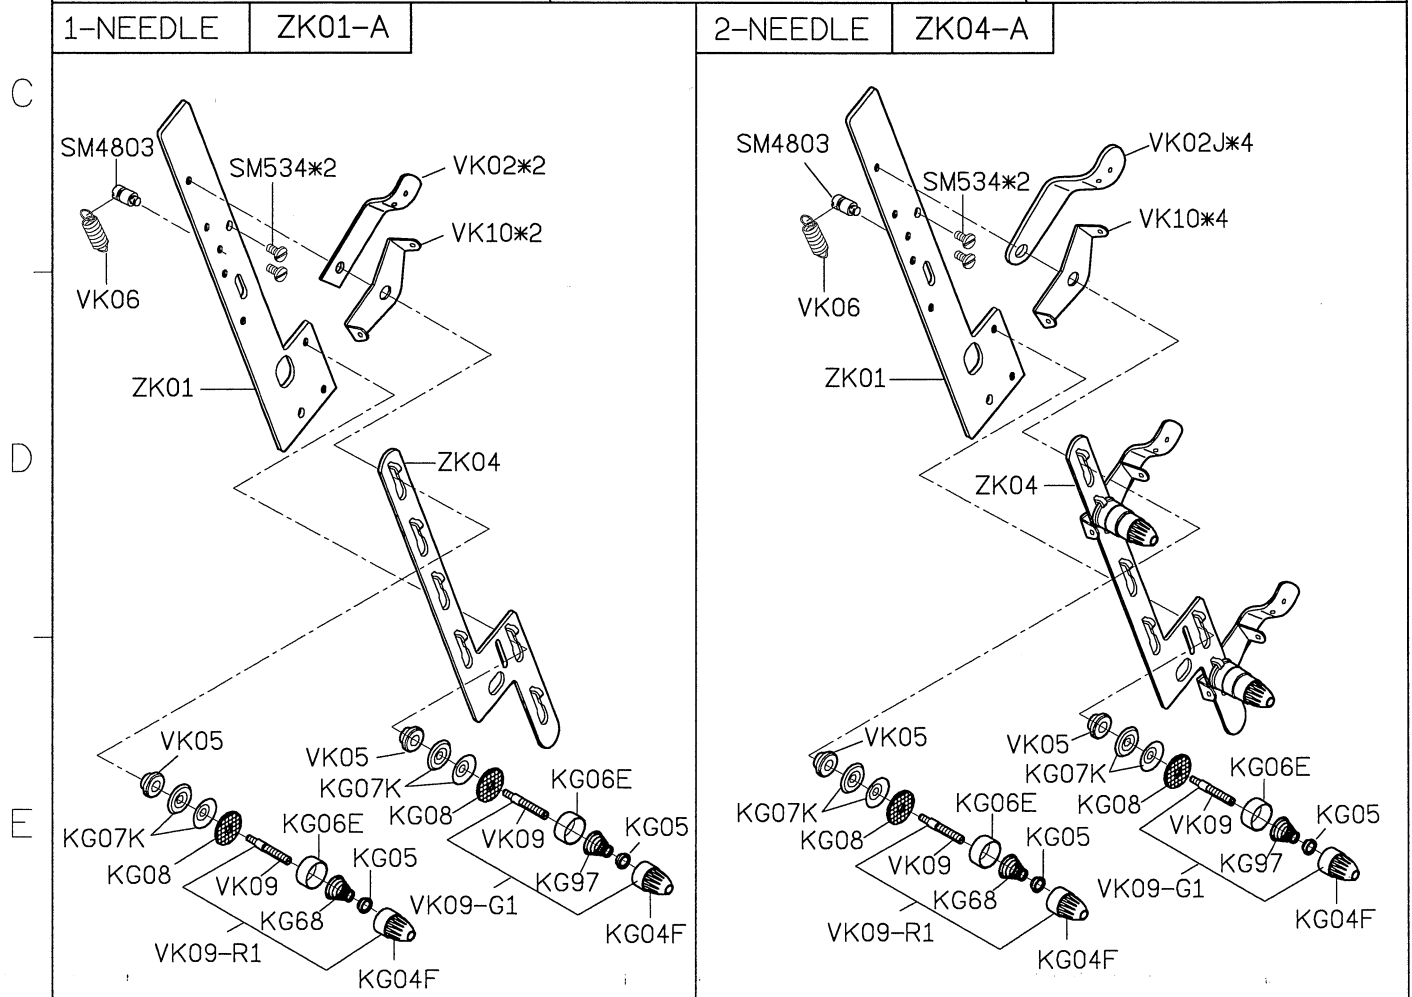 1-NEEDLE ZK01-A
2-NEEDLE ZK04-A
C
SM4803
SM534*2
VK02*2
VK10*2
VK06
ZK01
D
ZK04
VK05
VK05
KG07K
KG06E
KG08
KG07K
KG06E
VK09
KG05
KG08
KG05
E
VK09
KG97
KG68
VK09-G1
KG04F
VK09-R1
KG04F
SM4803
VK02J*4
SM534*2
VK10*4
VK06
ZK01
ZK04
VK05
VK05
KG07K
KG06E
KG07K
KG06E
KG08
KG05
VK09
KG08
KG05
VK09
KG97
KG68
VK09-G1
KG04F
VK09-R1
KG04F